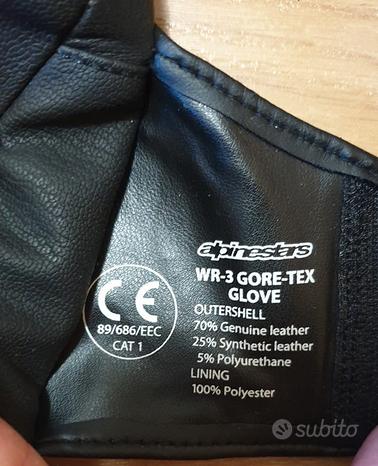 alpinestars
WR-3 GORE-TEX
GLOVE
OUTERSHELL
70% Genuine leather
25% Synthetic leather
5% Polyurethane
LINING
100% Polyester
CE
89/686/EEC
CAT 1
subito